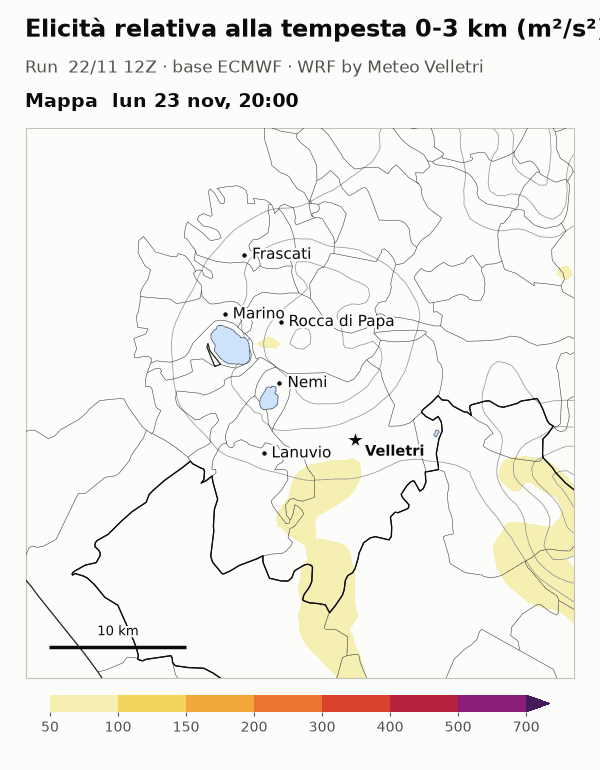 Elicità relativa alla tempesta 0-3 km (m²/s²)
Run 22/11 12Z · base ECMWF · WRF by Meteo Velletri
Mappa lun 23 nov, 20:00
Frascati
Marino
Rocca di Papa
Nemi
Velletri
Lanuvio
10 km
50 100 150 200 300 400 500 700